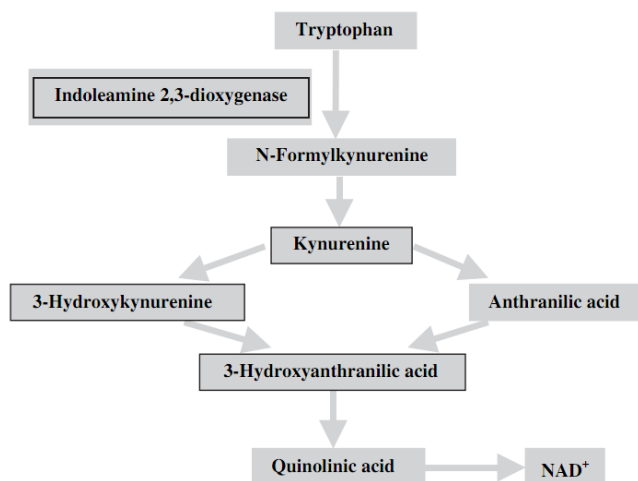 Tryptophan
Indoleamine 2,3-dioxygenase
N-Formylkynurenine
Kynurenine
3-Hydroxykynurenine
Anthranilic acid
3-Hydroxyanthranilic acid
Quinolinic acid
NAD⁺